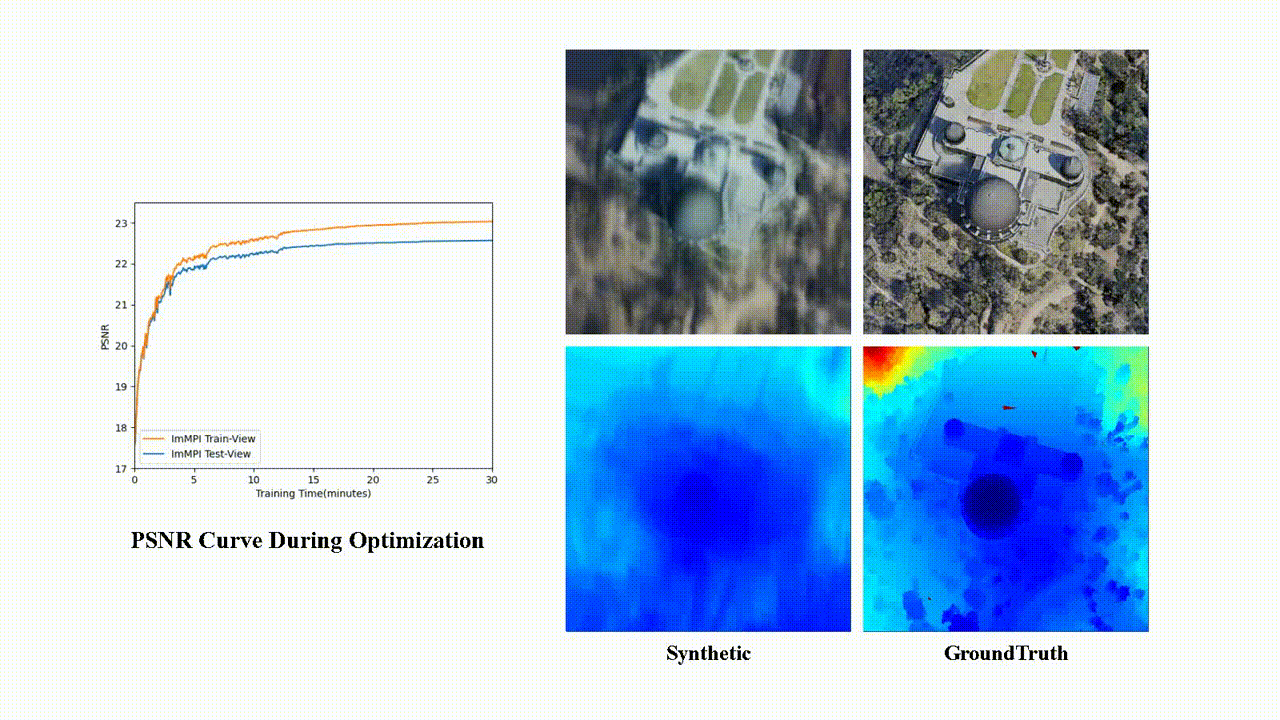 23
22
21
20
19
18
17
PSNR
ImMPI Train-View
ImMPI Test-View
0 5 10 15 20 25 30
Training Time(minutes)
PSNR Curve During Optimization
Synthetic
GroundTruth